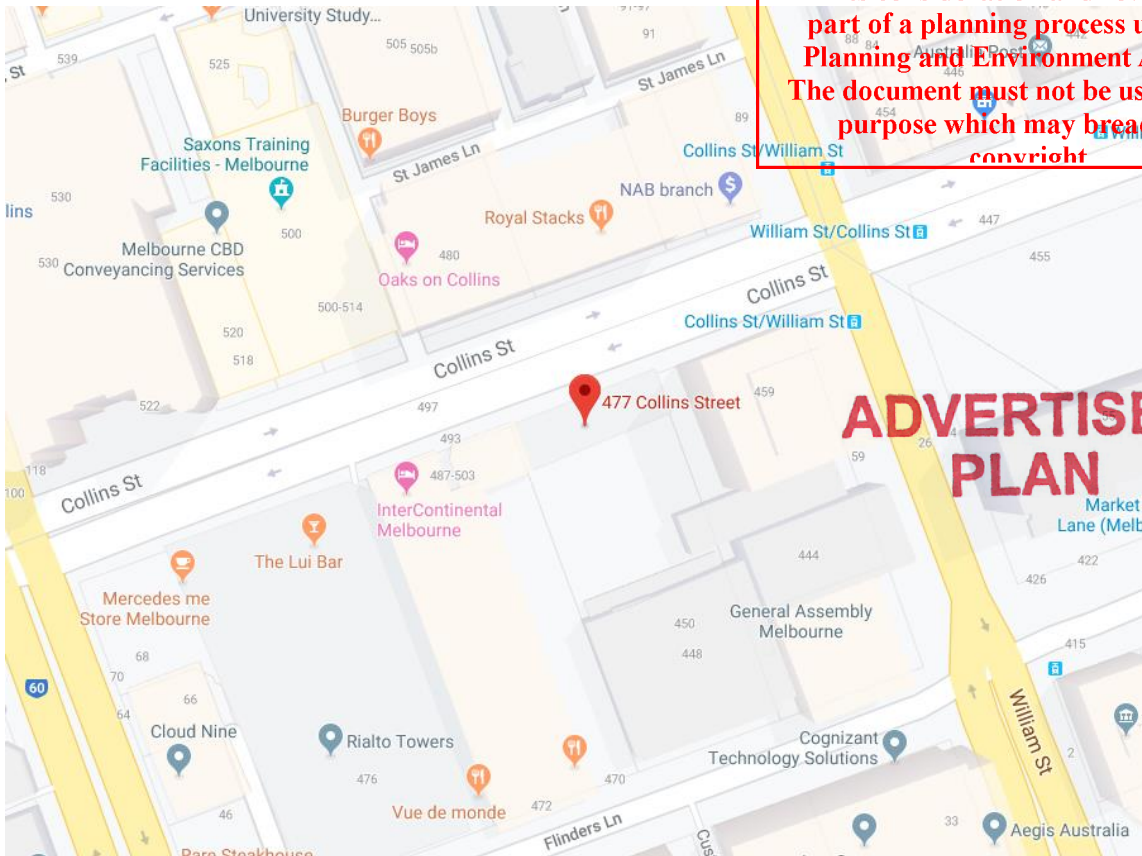 University Study...
539
St
505 505b
91
525
St James Ln
part of a planning process u
88 84
Australia Post
442
Planning and Environment A
446
The document must not be us
454
purpose which may breac
copyright
Burger Boys
89
Saxons Training
Facilities - Melbourne
St James Ln
Collins St/William St
530
NAB branch
lins
Royal Stacks
500
William St/Collins St
447
Melbourne CBD
Conveyancing Services
530
480
Oaks on Collins
455
Collins St
500-514
Collins St/William St
520
518
Collins St
477 Collins Street
459
522
497
493
ADVERTISE
PLAN
26
59
118
100
487-503
Collins St
InterContinental
Melbourne
Market
Lane (Melb
The Lui Bar
444
422
426
Mercedes me
Store Melbourne
General Assembly
Melbourne
450
448
415
68
70
60
66
64
William St
Cloud Nine
Rialto Towers
Cognizant
Technology Solutions
2
476
470
472
Vue de monde
46
33
Flinders Ln
Aegis Australia
Rare Steakhouse
Cus